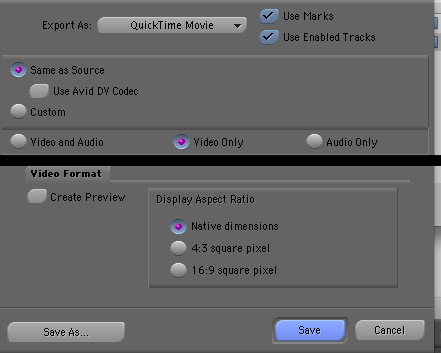 Export As: QuickTime Movie
Use Marks
Use Enabled Tracks
Same as Source
Use Avid DV Codec
Custom
Video and Audio Video Only Audio Only
Video Format
Create Preview
Display Aspect Ratio
Native dimensions
4:3 square pixel
16:9 square pixel
Save As... Save Cancel